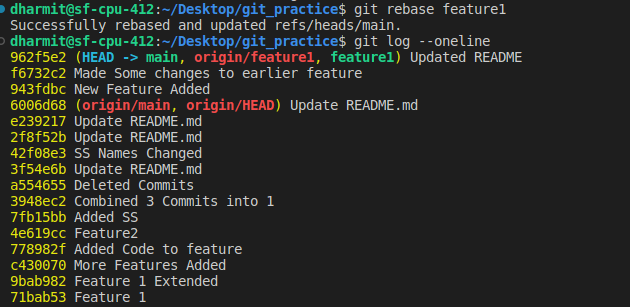 dharmit@sf-cpu-412:~/Desktop/git_practice$ git rebase feature1
Successfully rebased and updated refs/heads/main.
dharmit@sf-cpu-412:~/Desktop/git_practice$ git log --oneline
962f5e2 (HEAD -> main, origin/feature1, feature1) Updated README
f6732c2 Made Some changes to earlier feature
943fdbc New Feature Added
6006d68 (origin/main, origin/HEAD) Update README.md
e239217 Update README.md
2f8f52b Update README.md
42f08e3 SS Names Changed
3f54e6b Update README.md
a554655 Deleted Commits
3948ec2 Combined 3 Commits into 1
7fb15bb Added SS
4e619cc Feature2
778982f Added Code to feature
c430070 More Features Added
9bab982 Feature 1 Extended
71bab53 Feature 1